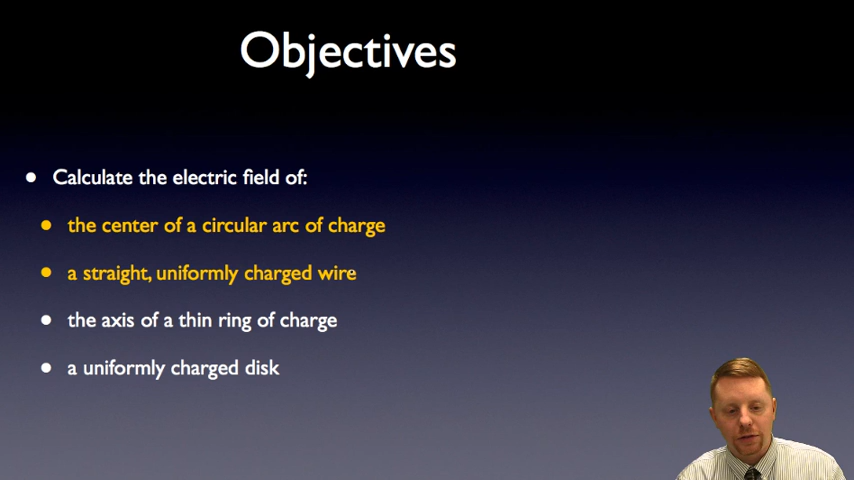 Objectives
• Calculate the electric field of:
• the center of a circular arc of charge
• a straight, uniformly charged wire
• the axis of a thin ring of charge
• a uniformly charged disk